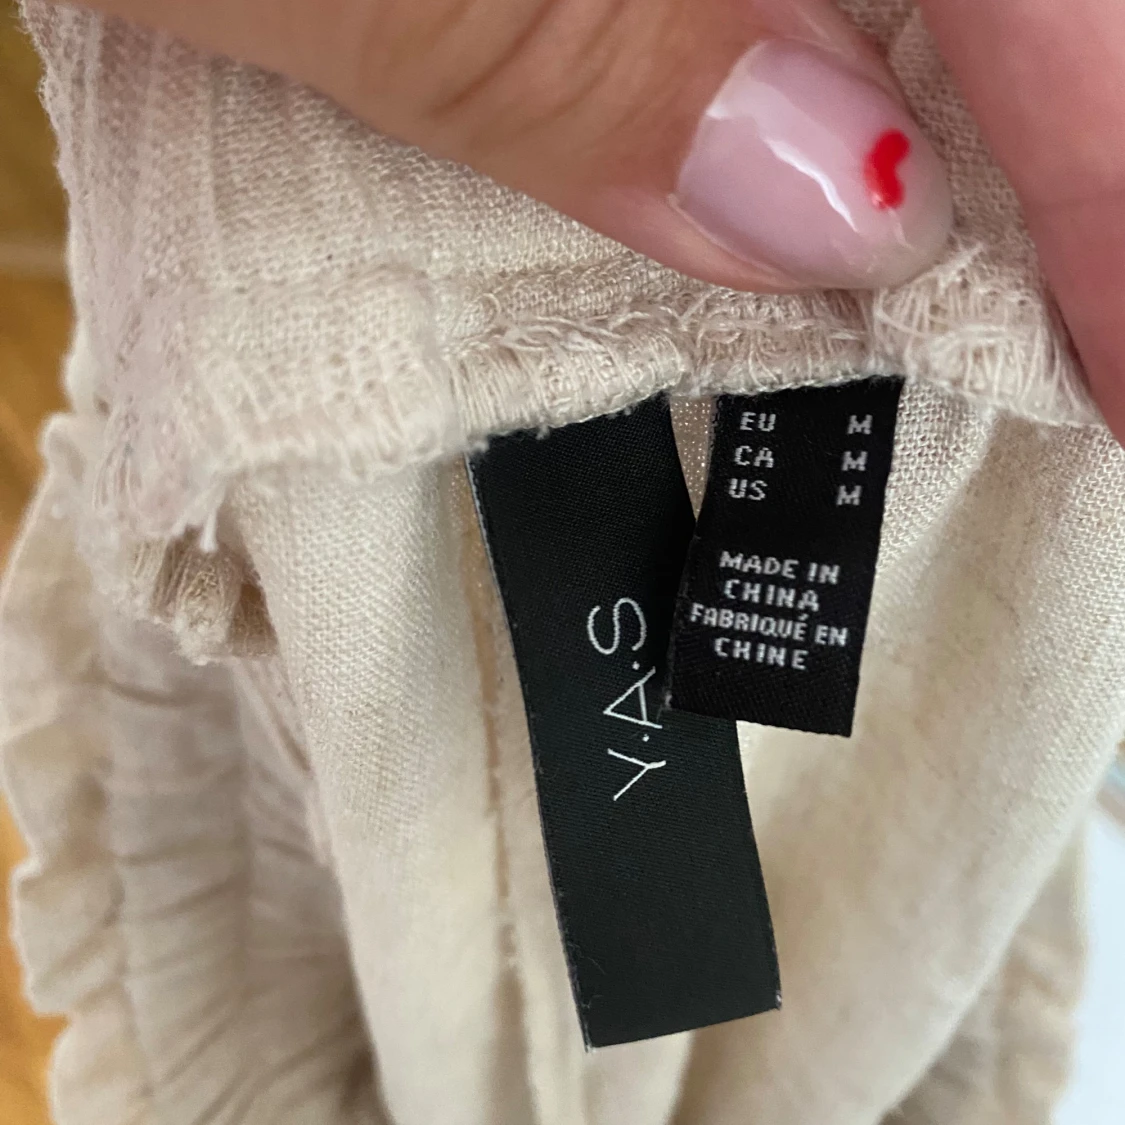 Y.A.S
EU M
CA M
US M
MADE IN
CHINA
FABRIQUÉ EN
CHINE